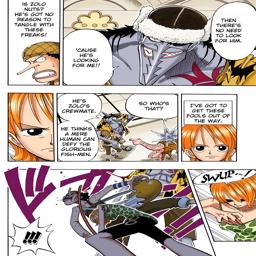 IS ZOLO
NUTS? HE'S
GOT NO
REASON TO
TANGLE WITH
THESE
FREAKS!
'CAUSE
HE'S
LOOKING
FOR ME!!
THEN
THERE'S
NO NEED
TO LOOK
FOR HIM.
HE'S
ZOLO'S
CREWMATE.
HE THINKS
A MERE
HUMAN CAN
DEFY THE
GLORIOUS
FISH-MEN.
SO WHO'S
THAT?
I'VE GOT TO
GET THESE
FOOLS OUT
OF THE WAY.
SWUP...
!!!